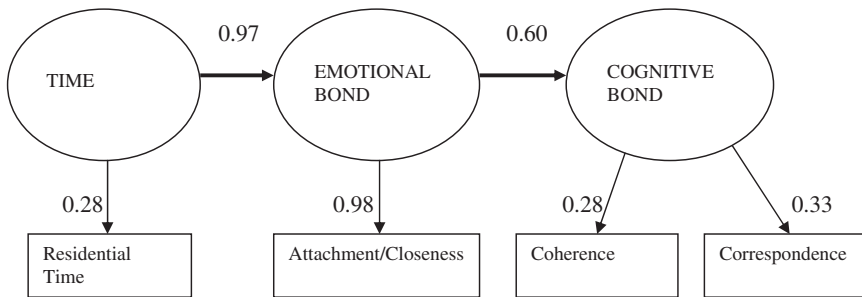 0.97
0.60
TIME
EMOTIONAL
BOND
COGNITIVE
BOND
0.28
0.98
0.28
0.33
Residential
Time
Attachment/Closeness
Coherence
Correspondence